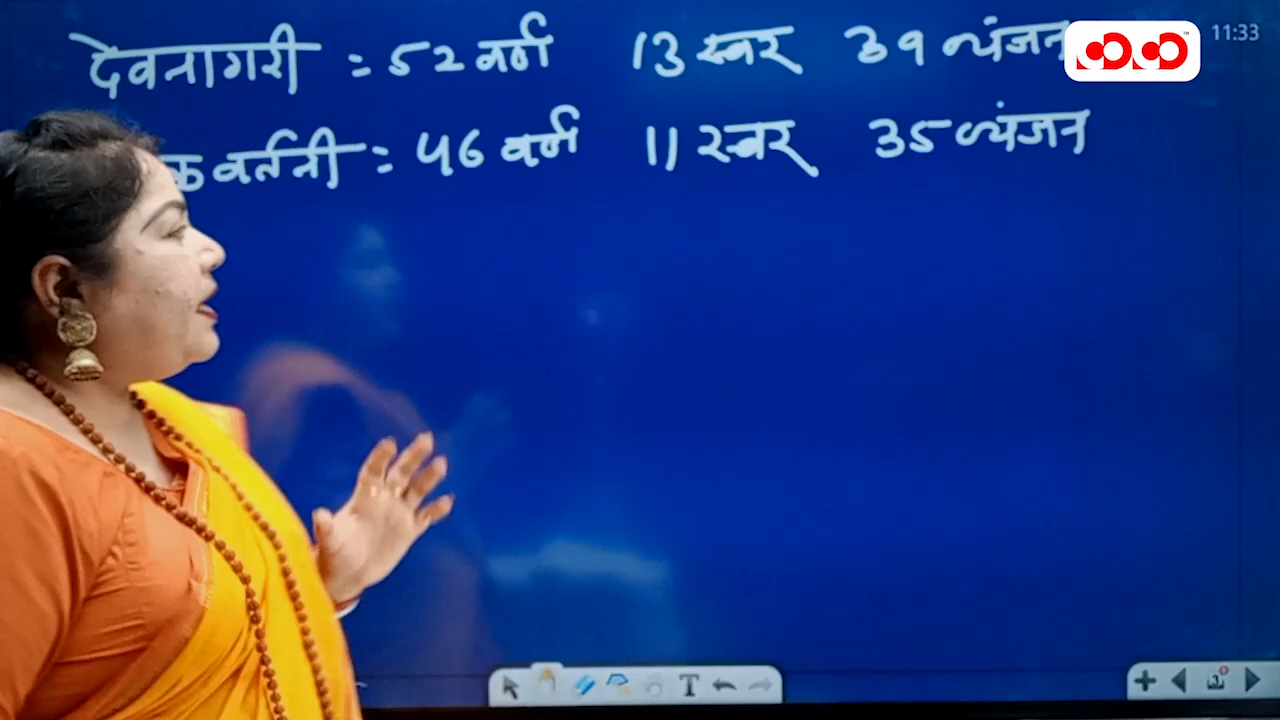 देवनागरी = 52 वर्ण 13 स्वर 39 व्यंजन 11:33
वर्तनी = 46 वर्ण 11 स्वर 35 व्यंजन
T